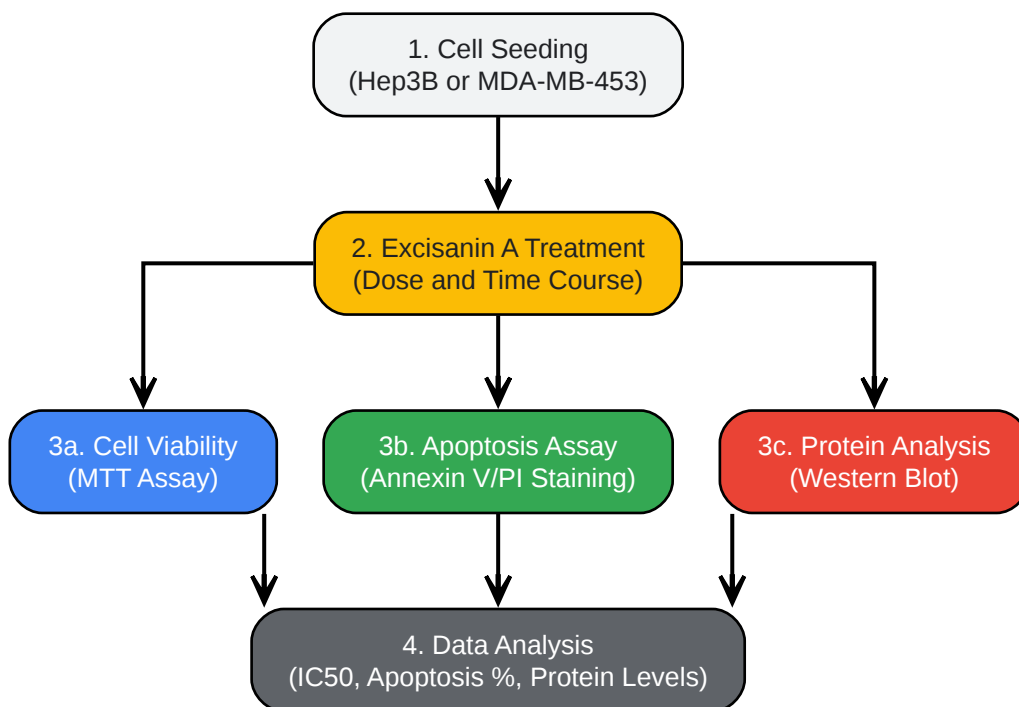 1. Cell Seeding
(Hep3B or MDA-MB-453)
2. Excisanin A Treatment
(Dose and Time Course)
3a. Cell Viability
(MTT Assay)
3b. Apoptosis Assay
(Annexin V/PI Staining)
3c. Protein Analysis
(Western Blot)
4. Data Analysis
(IC50, Apoptosis %, Protein Levels)